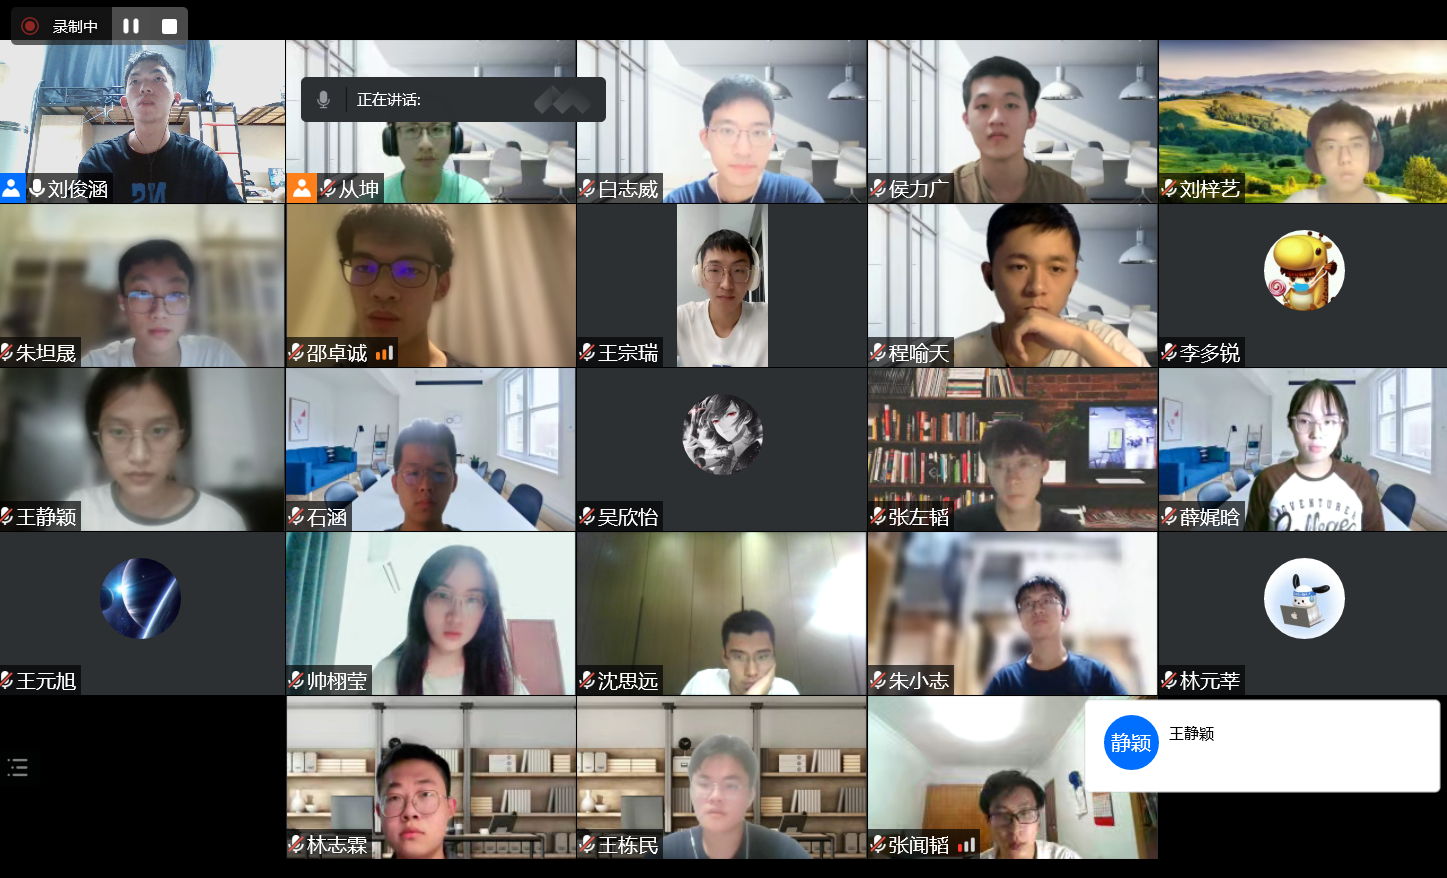 录制中
正在讲话:
刘俊涵
从坤
白志威
侯力广
刘梓艺
朱坦晟
邵卓诚
王宗瑞
程喻天
李多锐
王静颖
石涵
吴欣怡
张左韬
薛娓晗
ADVENTURE
College
王元旭
帅栩莹
沈思远
朱小志
林元莘
静颖
王静颖
林志霖
王栋民
张闻韬